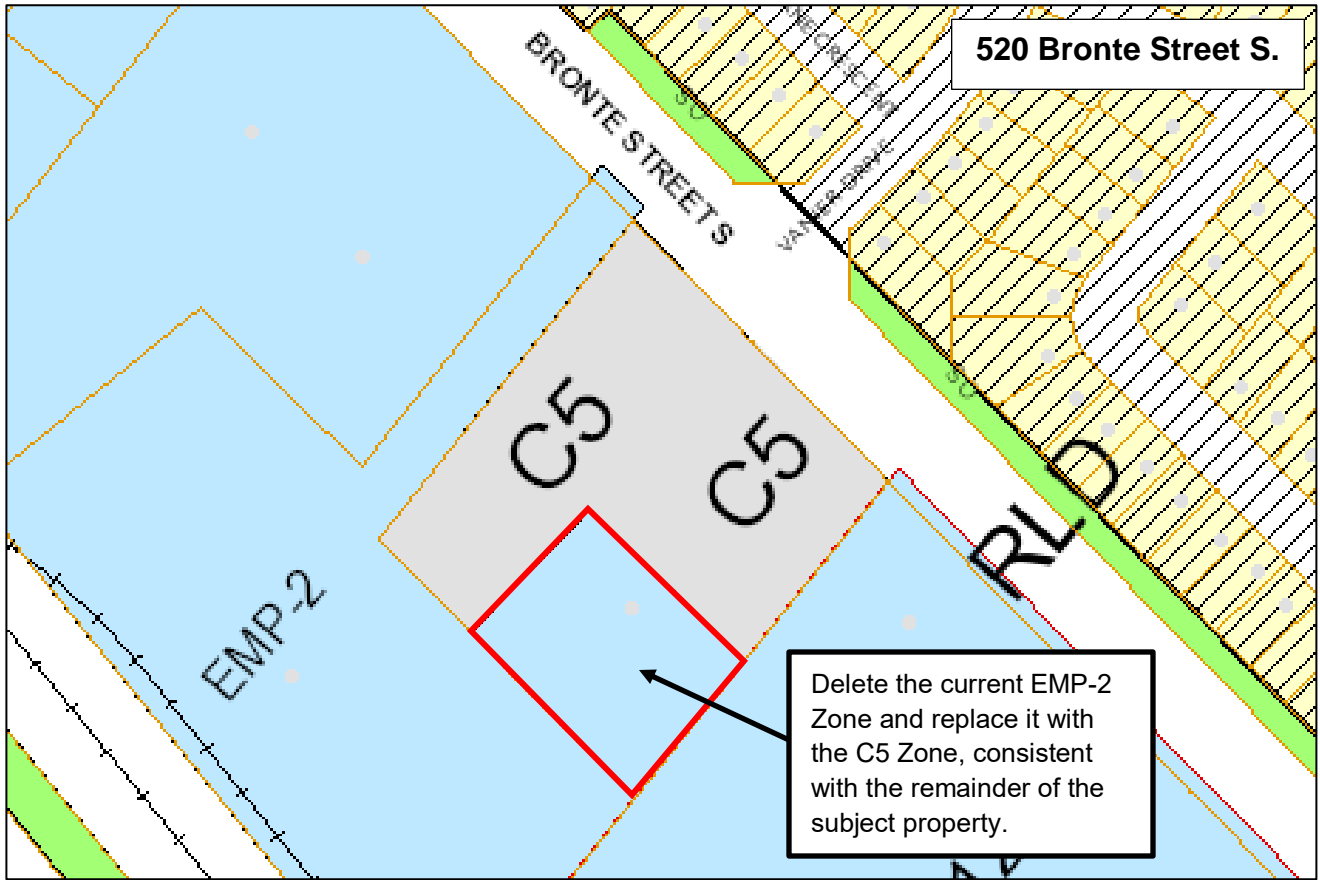 520 Bronte Street S.
BRONTE STREET S
C5
C5
RLD
EMP-2
Delete the current EMP-2
Zone and replace it with
the C5 Zone, consistent
with the remainder of the
subject property.